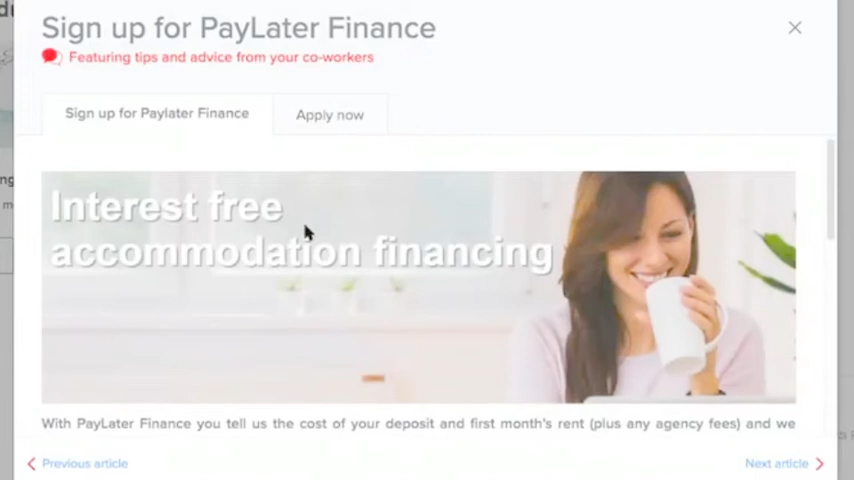 Sign up for PayLater Finance
Featuring tips and advice from your co-workers
Sign up for Paylater Finance
Apply now
Interest free
accommodation financing
With PayLater Finance you tell us the cost of your deposit and first month's rent (plus any agency fees) and we
Previous article
Next article